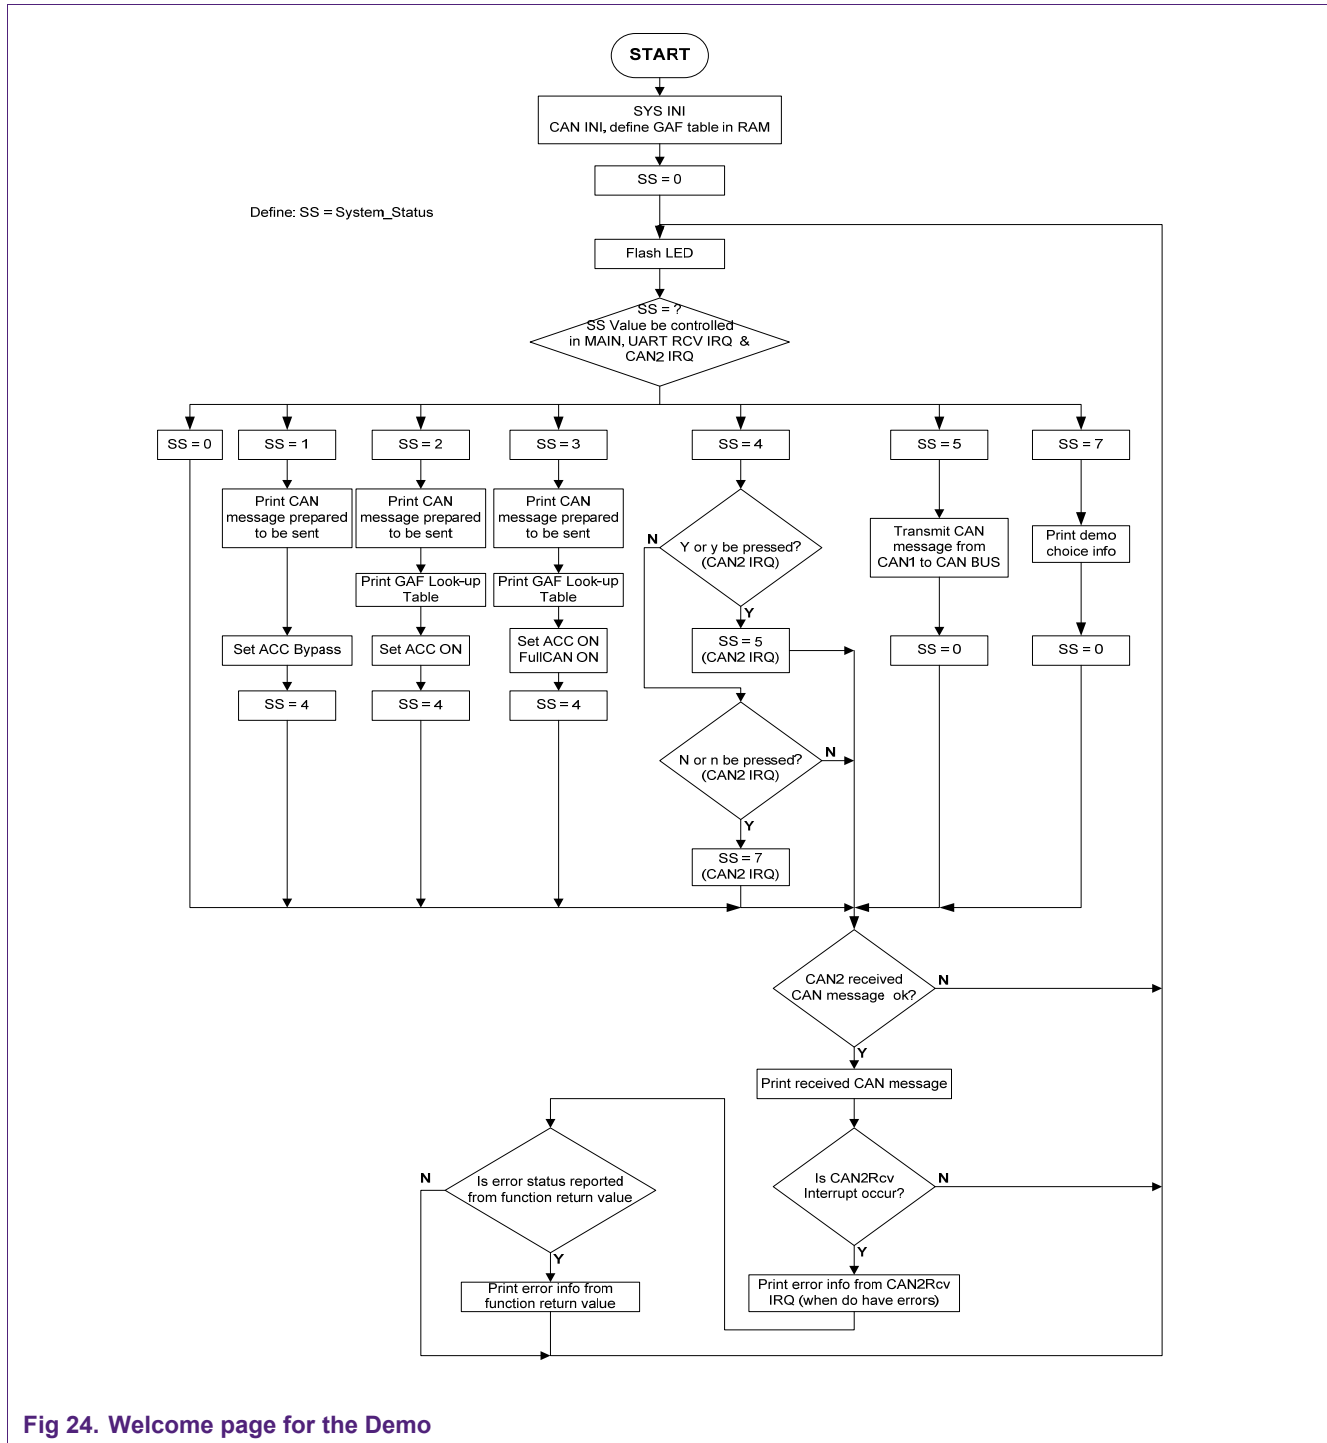 START
SYS INI
CAN INI, define GAF table in RAM
SS = 0
Define: SS = System_Status
Flash LED
SS = ?
SS Value be controlled
in MAIN, UART RCV IRQ &
CAN2 IRQ
SS = 0
SS = 1
SS = 2
SS = 3
SS = 4
SS = 5
SS = 7
Print CAN
message prepared
to be sent
Print CAN
message prepared
to be sent
Print CAN
message prepared
to be sent
Y or y be pressed?
(CAN2 IRQ)
N
Y
Transmit CAN
message from
CAN1 to CAN BUS
Print demo
choice info
Print GAF Look-up
Table
Print GAF Look-up
Table
Set ACC Bypass
Set ACC ON
Set ACC ON
FullCAN ON
SS = 5
(CAN2 IRQ)
SS = 0
SS = 0
SS = 4
SS = 4
SS = 4
N or n be pressed?
(CAN2 IRQ)
N
Y
SS = 7
(CAN2 IRQ)
CAN2 received
CAN message ok?
N
Y
Print received CAN message
Is error status reported
from function return value
N
Y
Is CAN2Rcv
Interrupt occur?
N
Y
Print error info from
function return value
Print error info from CAN2Rcv
IRQ (when do have errors)
Fig 24. Welcome page for the Demo